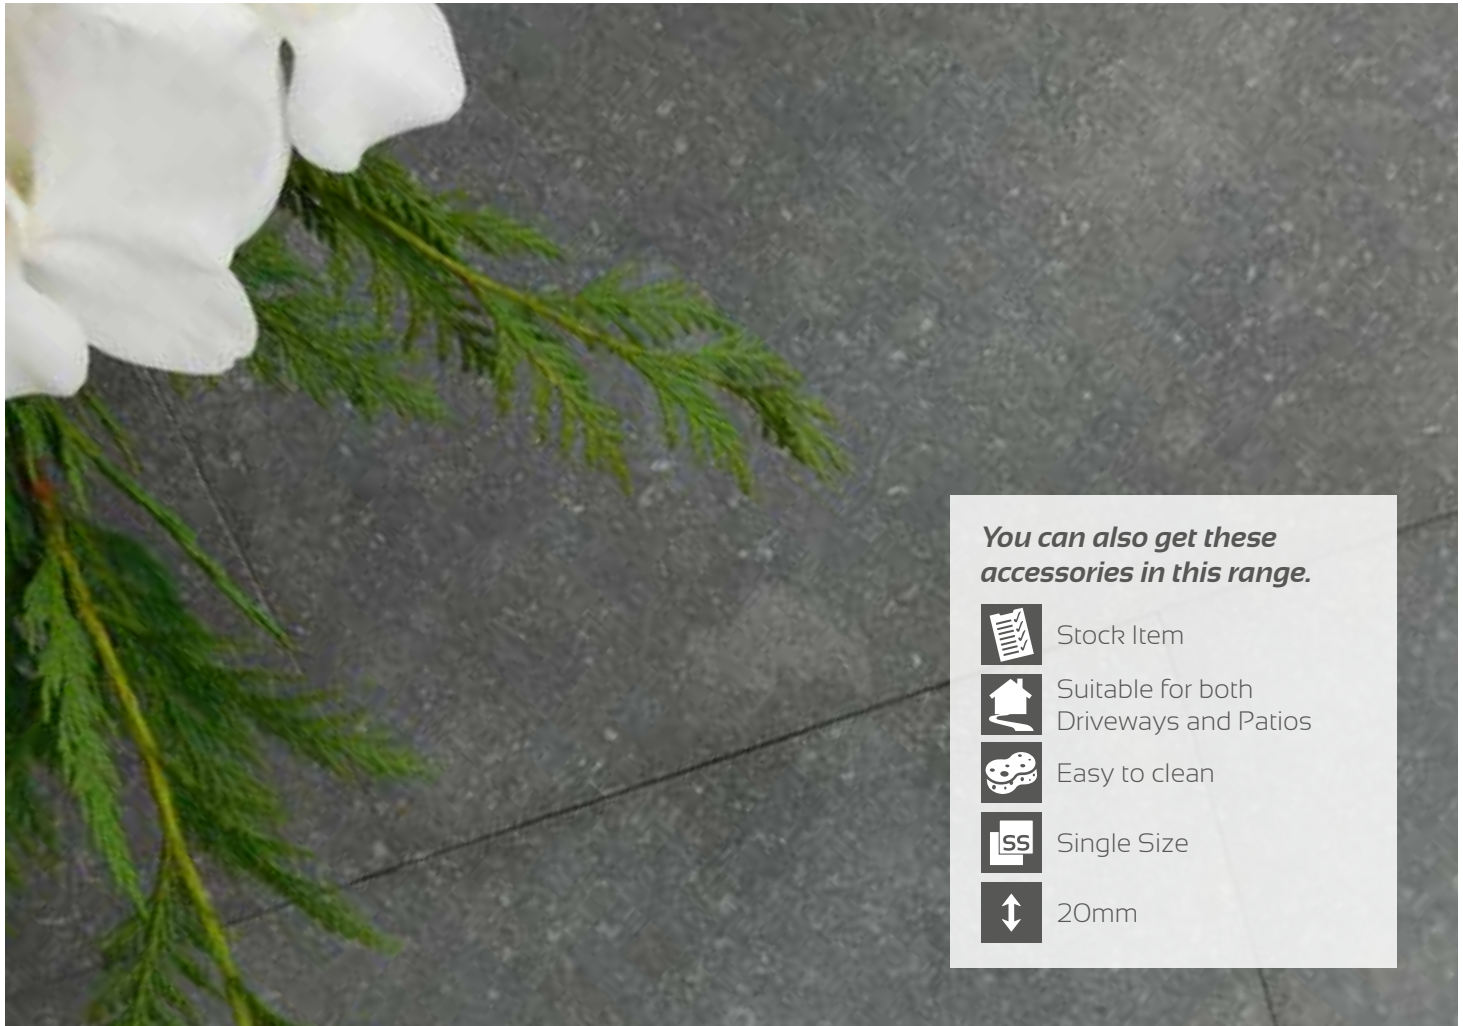 You can also get these
accessories in this range.
Stock Item
Suitable for both
Driveways and Patios
Easy to clean
SS
Single Size
20mm